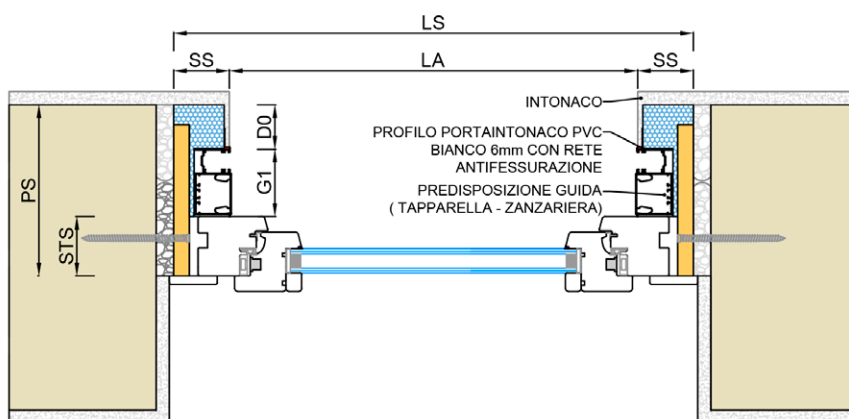 LS
SS
LA
SS
INTONACO
D0
PROFILO PORTAINTONACO PVC
BIANCO 6mm CON RETE
ANTIFESSURAZIONE
G1
PREDISPOSIZIONE GUIDA
( TAPPARELLA - ZANZARIERA)
PS
STS